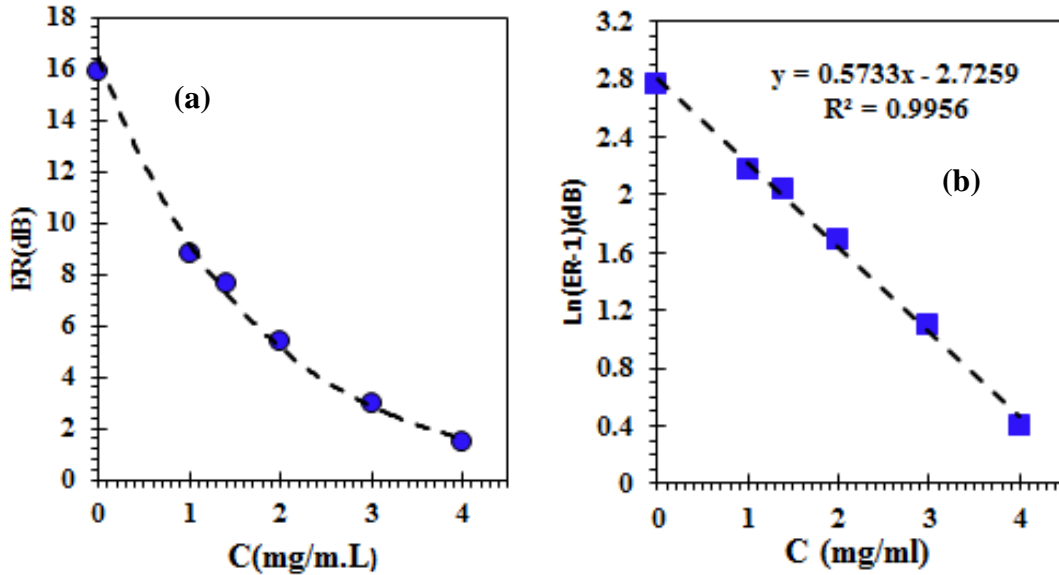 18
16
14
12
10
8
6
4
2
0
ER(dB)
(a)
0 1 2 3 4
C(mg/m.L)
3.2
2.8
2.4
2
1.6
1.2
0.8
0.4
0
Ln(ER-1)(dB)
y = 0.5733x - 2.7259
R² = 0.9956
(b)
0 1 2 3 4
C (mg/ml)